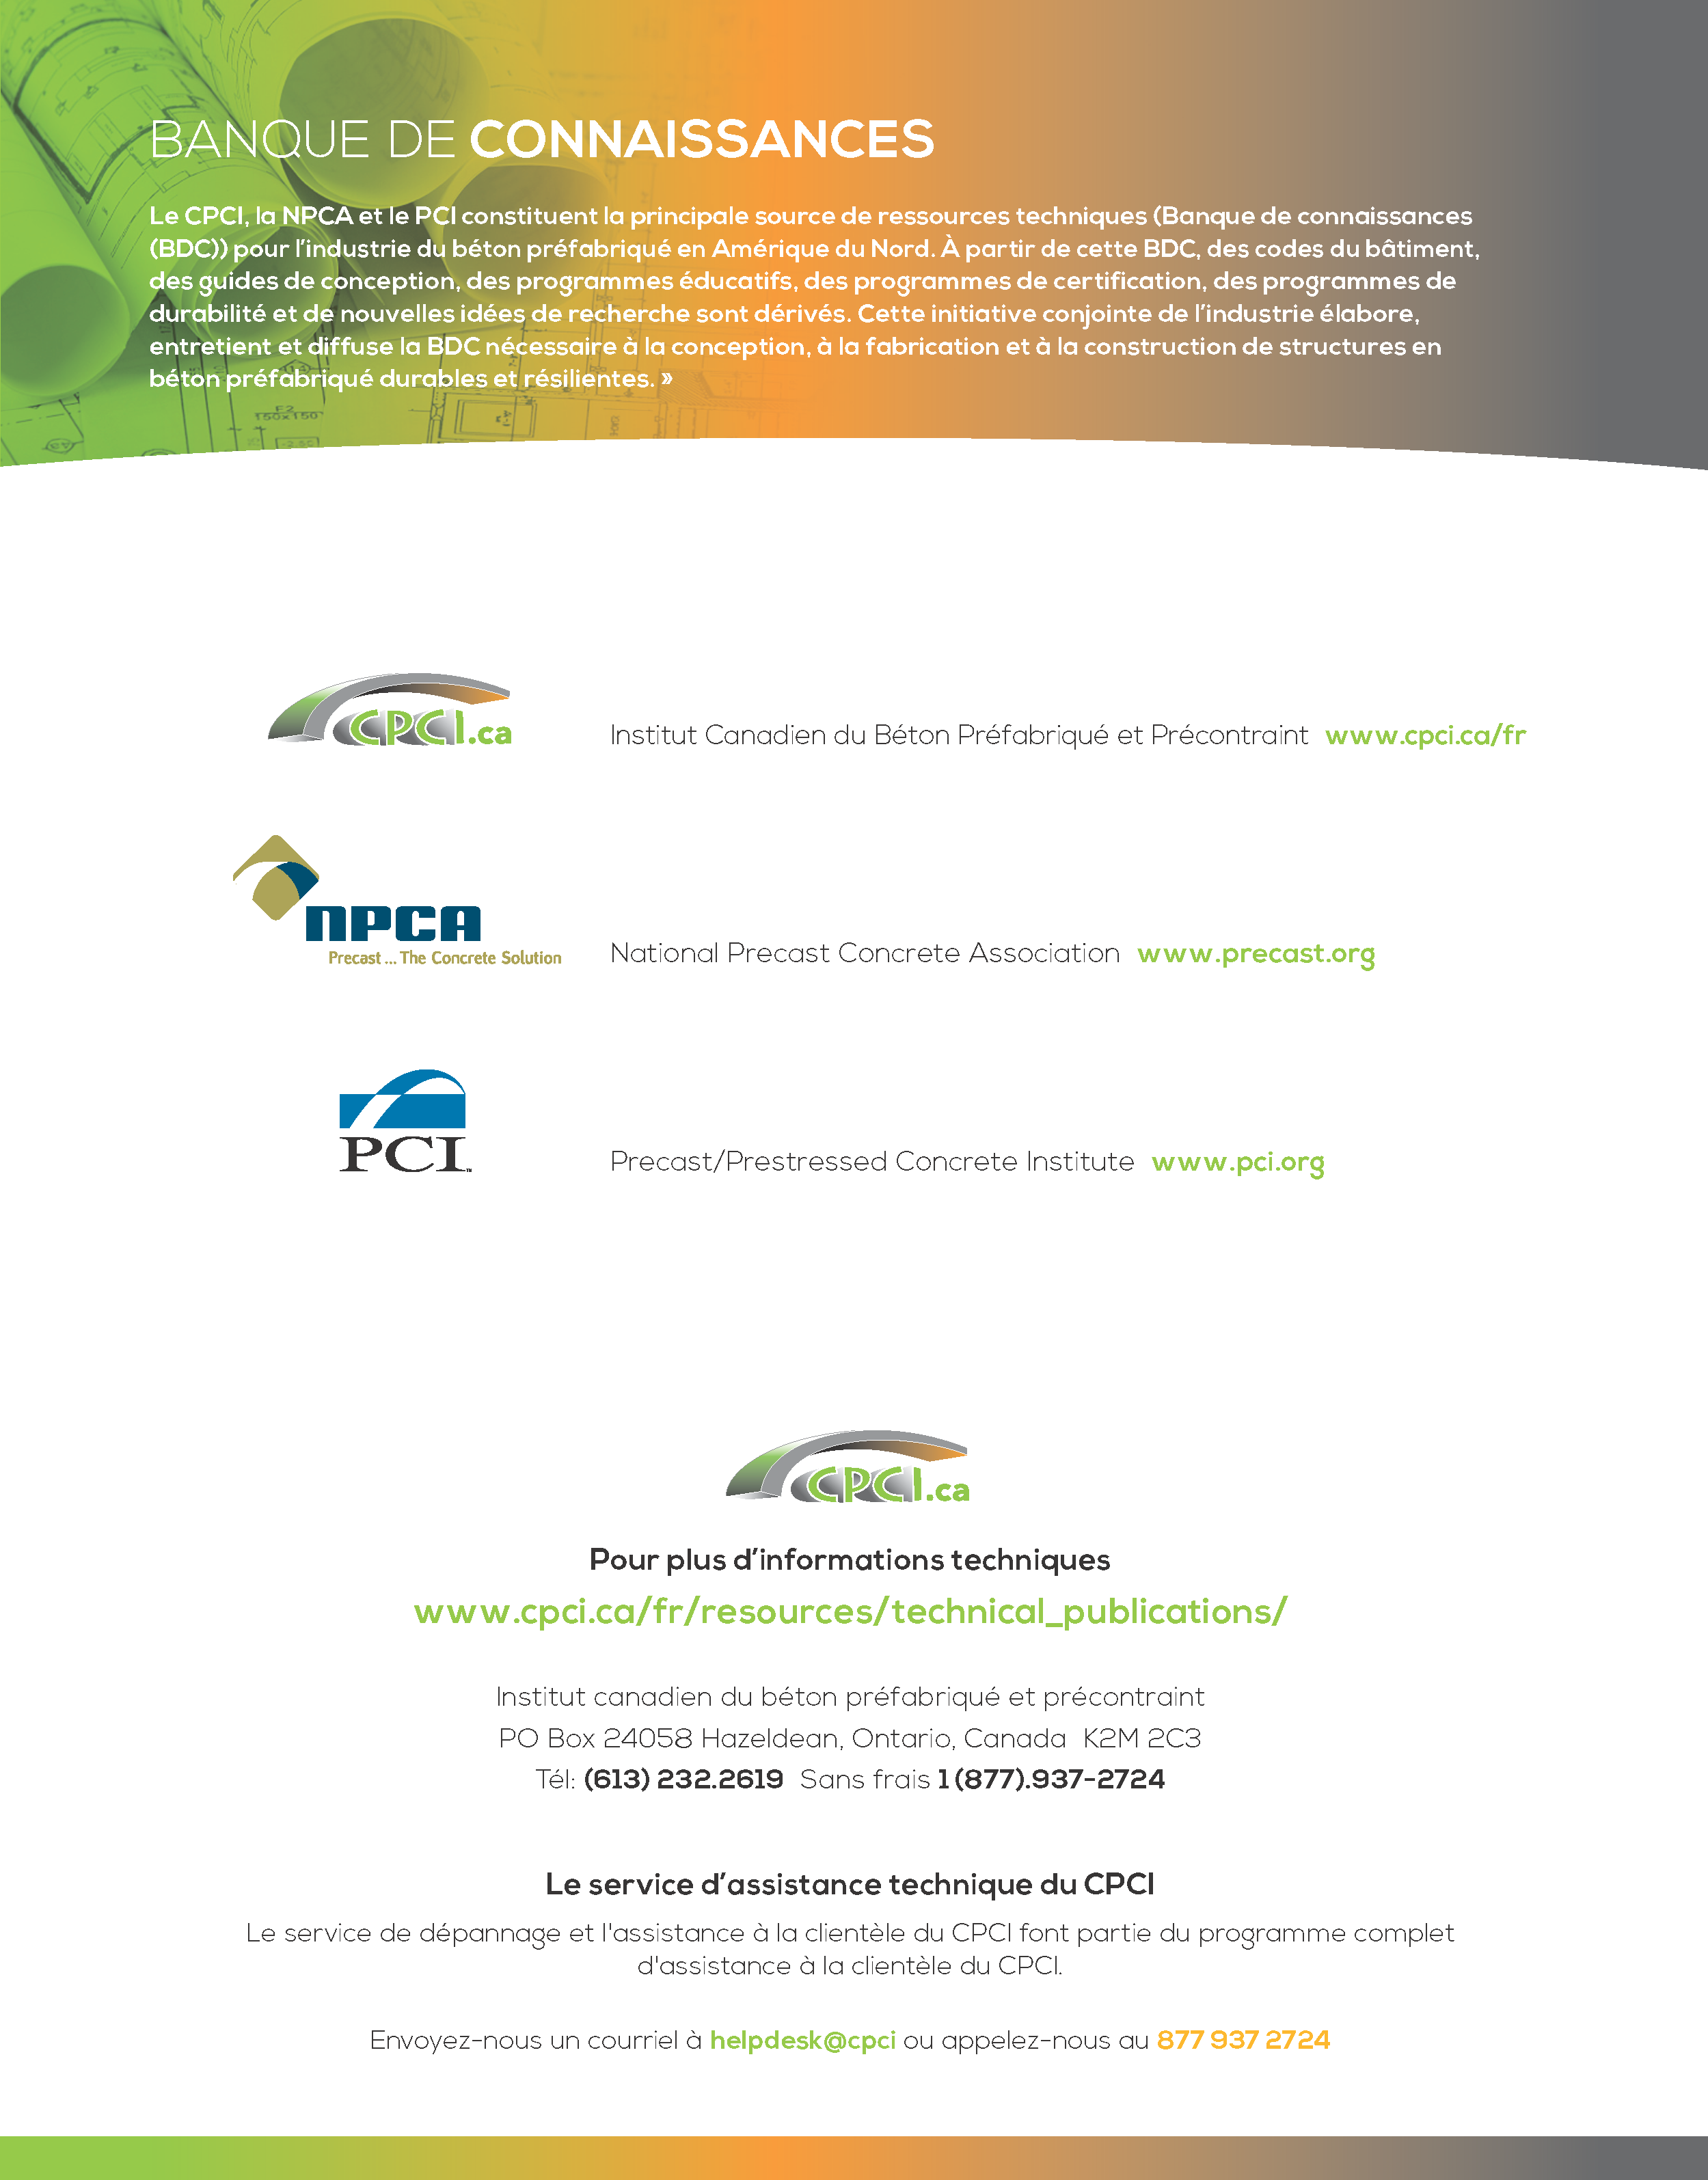 BANQUE DE CONNAISSANCES
Le CPCI, la NPCA et le PCI constituent la principale source de ressources techniques (Banque de connaissances
(BDC)) pour l’industrie du béton préfabriqué en Amérique du Nord. À partir de cette BDC, des codes du bâtiment,
des guides de conception, des programmes éducatifs, des programmes de certification, des programmes de
durabilité et de nouvelles idées de recherche sont dérivés. Cette initiative conjointe de l’industrie élabore,
entretient et diffuse la BDC nécessaire à la conception, à la fabrication et à la construction de structures en
béton préfabriqué durables et résilientes. »
F2
150x150
-2.60
CPCI.ca
Institut Canadien du Béton Préfabriqué et Précontraint www.cpci.ca/fr
NPCA
Precast ... The Concrete Solution
National Precast Concrete Association www.precast.org
PCI™
Precast/Prestressed Concrete Institute www.pci.org
CPCI.ca
Pour plus d’informations techniques
www.cpci.ca/fr/resources/technical_publications/
Institut canadien du béton préfabriqué et précontraint
PO Box 24058 Hazeldean, Ontario, Canada K2M 2C3
Tél: (613) 232.2619 Sans frais 1 (877).937-2724
Le service d’assistance technique du CPCI
Le service de dépannage et l'assistance à la clientèle du CPCI font partie du programme complet
d'assistance à la clientèle du CPCI.
Envoyez-nous un courriel à helpdesk@cpci ou appelez-nous au 877 937 2724